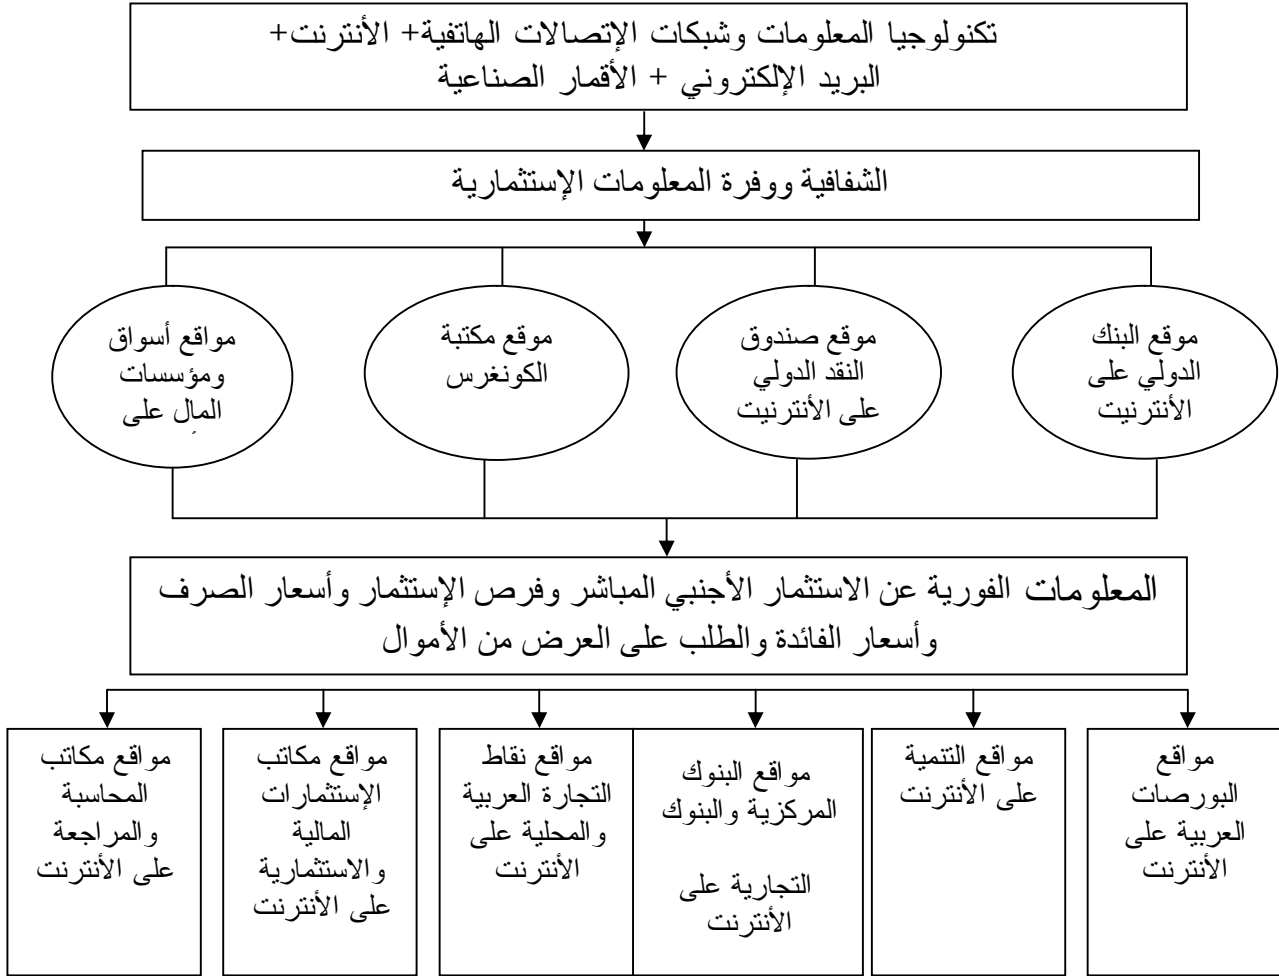 تكنولوجيا المعلومات وشبكات الإتصالات الهاتفية+ الأنترنت+
البريد الإلكتروني + الأقمار الصناعية
الشفافية ووفرة المعلومات الإستثمارية
موقع البنك
الدولي على
الأنترنيت
موقع صندوق
النقد الدولي
على الأنترنيت
موقع مكتبة
الكونغرس
مواقع أسواق
ومؤسسات
المال على
المعلومات الفورية عن الاستثمار الأجنبي المباشر وفرص الإستثمار وأسعار الصرف
وأسعار الفائدة والطلب على العرض من الأموال
مواقع
البورصات
العربية على
الأنترنت
مواقع التنمية
على الأنترنت
مواقع البنوك
المركزية والبنوك
التجارية على
الأنترنت
مواقع نقاط
التجارة العربية
والمحلية على
الأنترنت
مواقع مكاتب
الإستثمارات
المالية
والاستثمارية
على الأنترنت
مواقع مكاتب
المحاسبة
والمراجعة
على الأنترنت